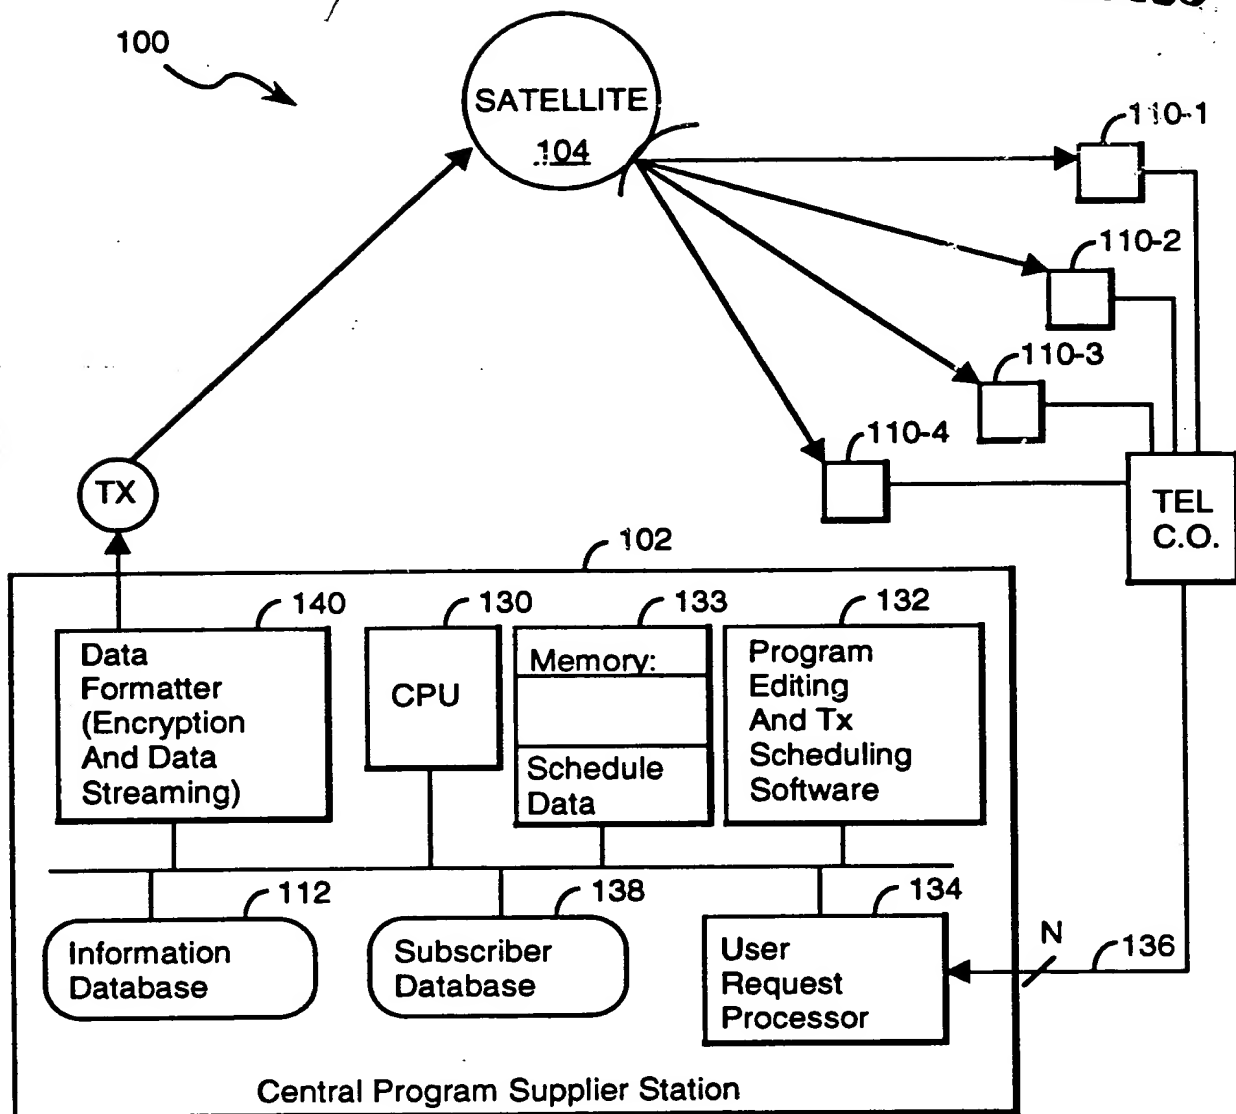 100
SATELLITE
104
110-1
110-2
110-3
110-4
TX
TEL
C.O.
102
140
130
133
132
Data
Formatter
(Encryption
And Data
Streaming)
CPU
Memory:
Schedule
Data
Program
Editing
And Tx
Scheduling
Software
112
138
134
Information
Database
Subscriber
Database
User
Request
Processor
N
136
Central Program Supplier Station